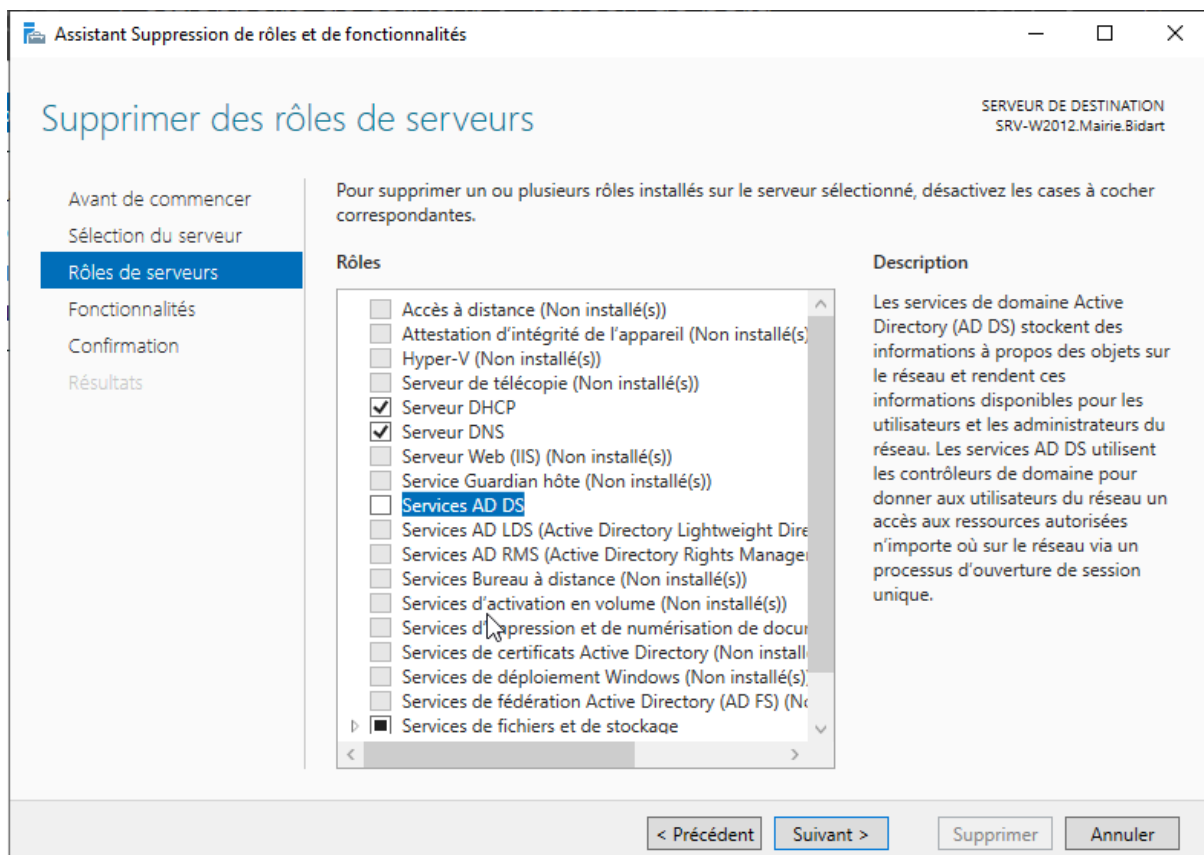 Assistant Suppression de rôles et de fonctionnalités
Supprimer des rôles de serveurs
SERVEUR DE DESTINATION
SRV-W2012.Mairie.Bidart
Avant de commencer
Sélection du serveur
Rôles de serveurs
Fonctionnalités
Confirmation
Résultats
Pour supprimer un ou plusieurs rôles installés sur le serveur sélectionné, désactivez les cases à cocher
correspondantes.
Rôles
Accès à distance (Non installé(s))
Attestation d'intégrité de l'appareil (Non installé(s)
Hyper-V (Non installé(s))
Serveur de télécopie (Non installé(s))
Serveur DHCP
Serveur DNS
Serveur Web (IIS) (Non installé(s))
Service Guardian hôte (Non installé(s))
Services AD DS
Services AD LDS (Active Directory Lightweight Dire
Services AD RMS (Active Directory Rights Manager
Services Bureau à distance (Non installé(s))
Services d'activation en volume (Non installé(s))
Services et de numérisation de docu
Services de certificats Active Directory (Non install
Services de déploiement Windows (Non installé(s)
Services de fédération Active Directory (AD FS) (No
Services de fichiers et de stockage
Description
Les services de domaine Active
Directory (AD DS) stockent des
informations à propos des objets sur
le réseau et rendent ces
informations disponibles pour les
utilisateurs et les administrateurs du
réseau. Les services AD DS utilisent
les contrôleurs de domaine pour
donner aux utilisateurs du réseau un
accès aux ressources autorisées
n'importe où sur le réseau via un
processus d'ouverture de session
unique.
< Précédent
Suivant >
Supprimer
Annuler